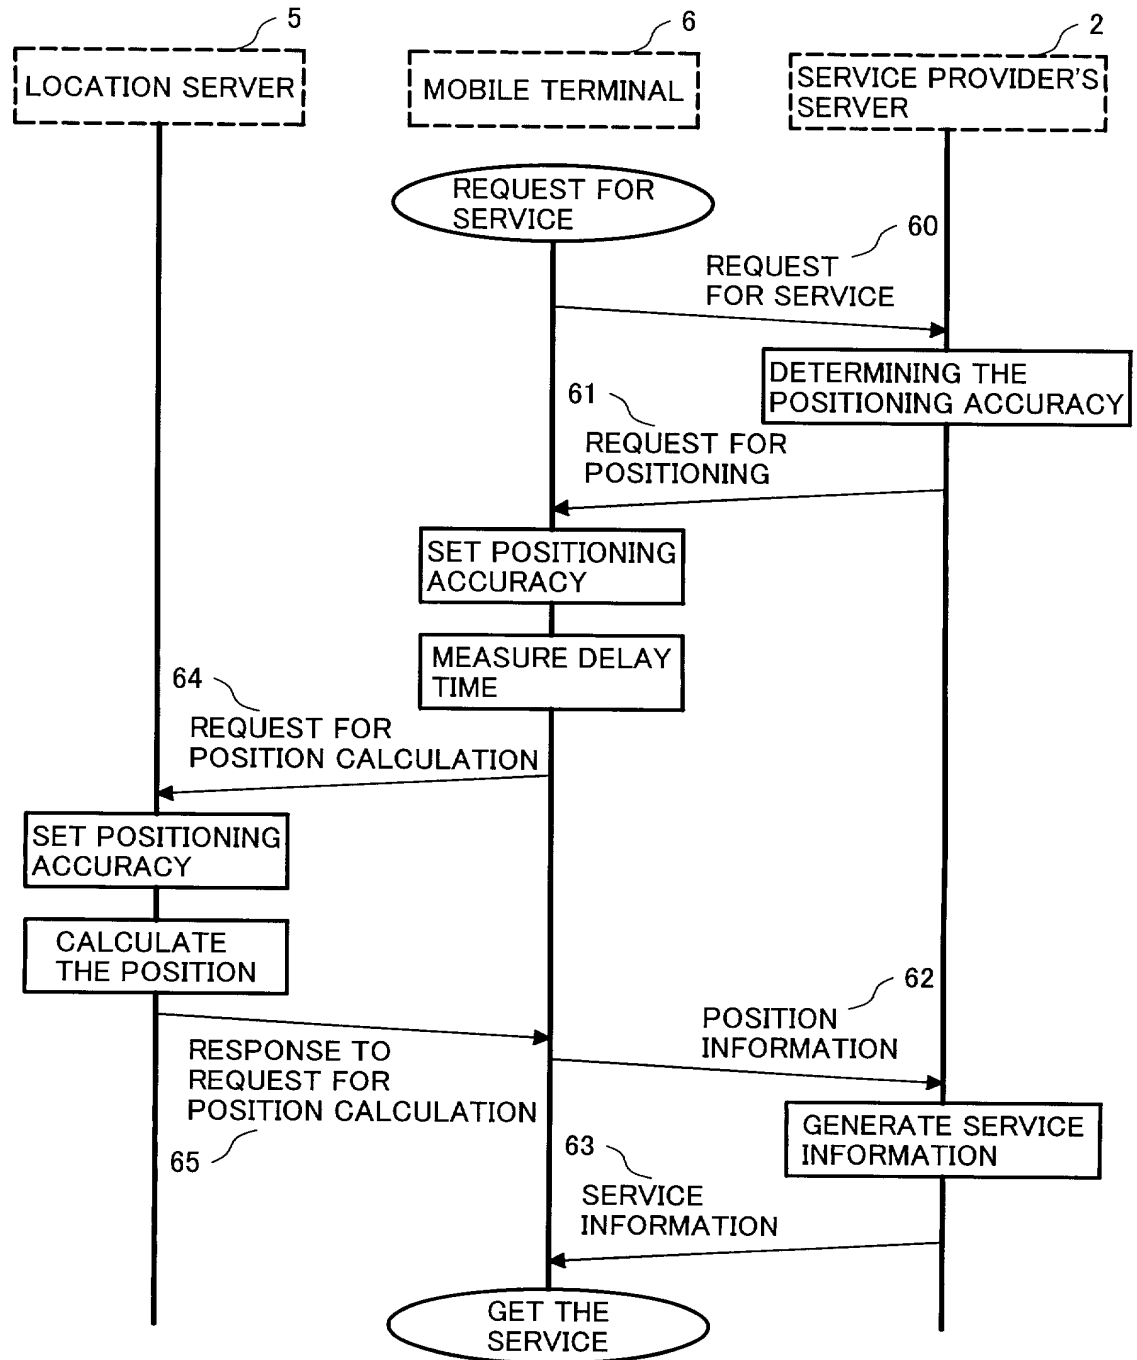 5
6
2
LOCATION SERVER
MOBILE TERMINAL
SERVICE PROVIDER'S
SERVER
REQUEST FOR
SERVICE
60
REQUEST
FOR SERVICE
DETERMINING THE
POSITIONING ACCURACY
61
REQUEST FOR
POSITIONING
SET POSITIONING
ACCURACY
MEASURE DELAY
TIME
64
REQUEST FOR
POSITION CALCULATION
SET POSITIONING
ACCURACY
CALCULATE
THE POSITION
62
POSITION
INFORMATION
RESPONSE TO
REQUEST FOR
POSITION CALCULATION
65
GENERATE SERVICE
INFORMATION
63
SERVICE
INFORMATION
GET THE
SERVICE